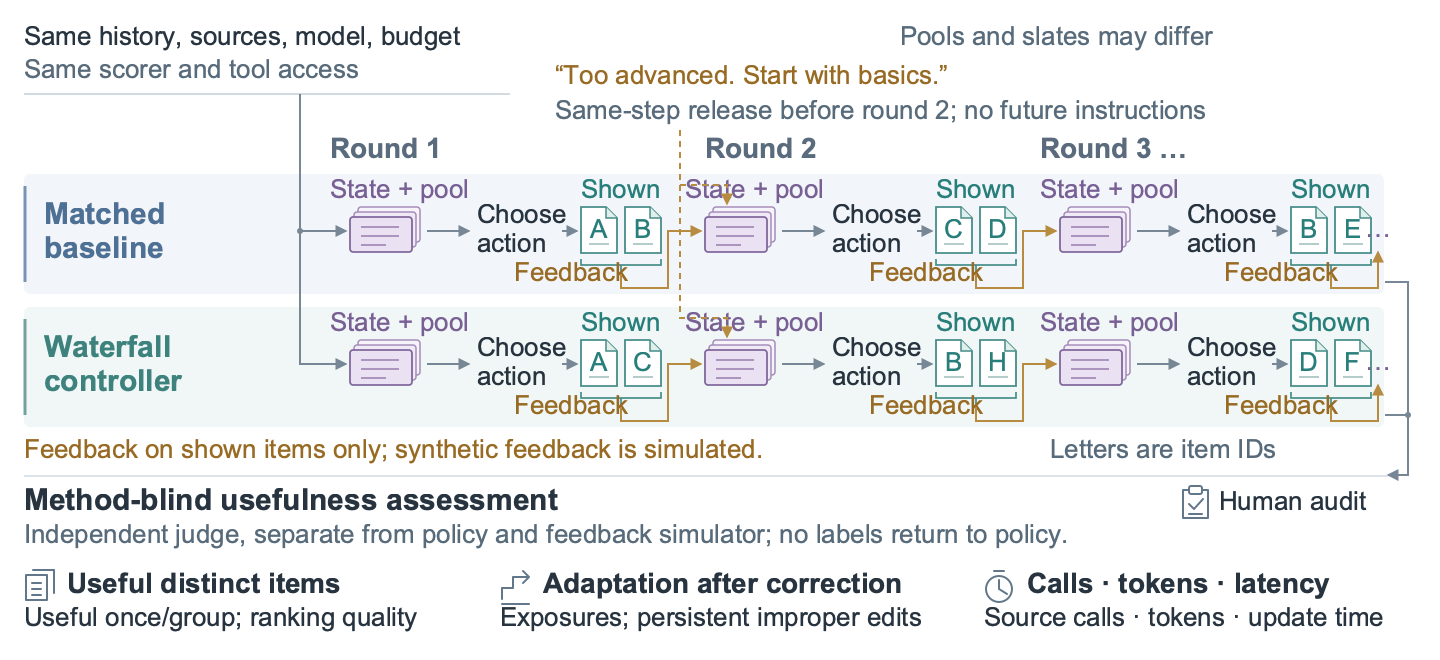 Same history, sources, model, budget
Same scorer and tool access
Pools and slates may differ
“Too advanced. Start with basics.”
Same-step release before round 2; no future instructions
Round 1
Round 2
Round 3 …
Matched
baseline
State + pool
Choose
action
Shown
A B
Feedback
State + pool
Choose
action
Shown
C D
Feedback
State + pool
Choose
action
Shown
B E …
Feedback
Waterfall
controller
State + pool
Choose
action
Shown
A C
Feedback
State + pool
Choose
action
Shown
B H
Feedback
State + pool
Choose
action
Shown
D F …
Feedback
Feedback on shown items only; synthetic feedback is simulated.
Letters are item IDs
Method-blind usefulness assessment
Human audit
Independent judge, separate from policy and feedback simulator; no labels return to policy.
Useful distinct items
Useful once/group; ranking quality
Adaptation after correction
Exposures; persistent improper edits
Calls · tokens · latency
Source calls · tokens · update time